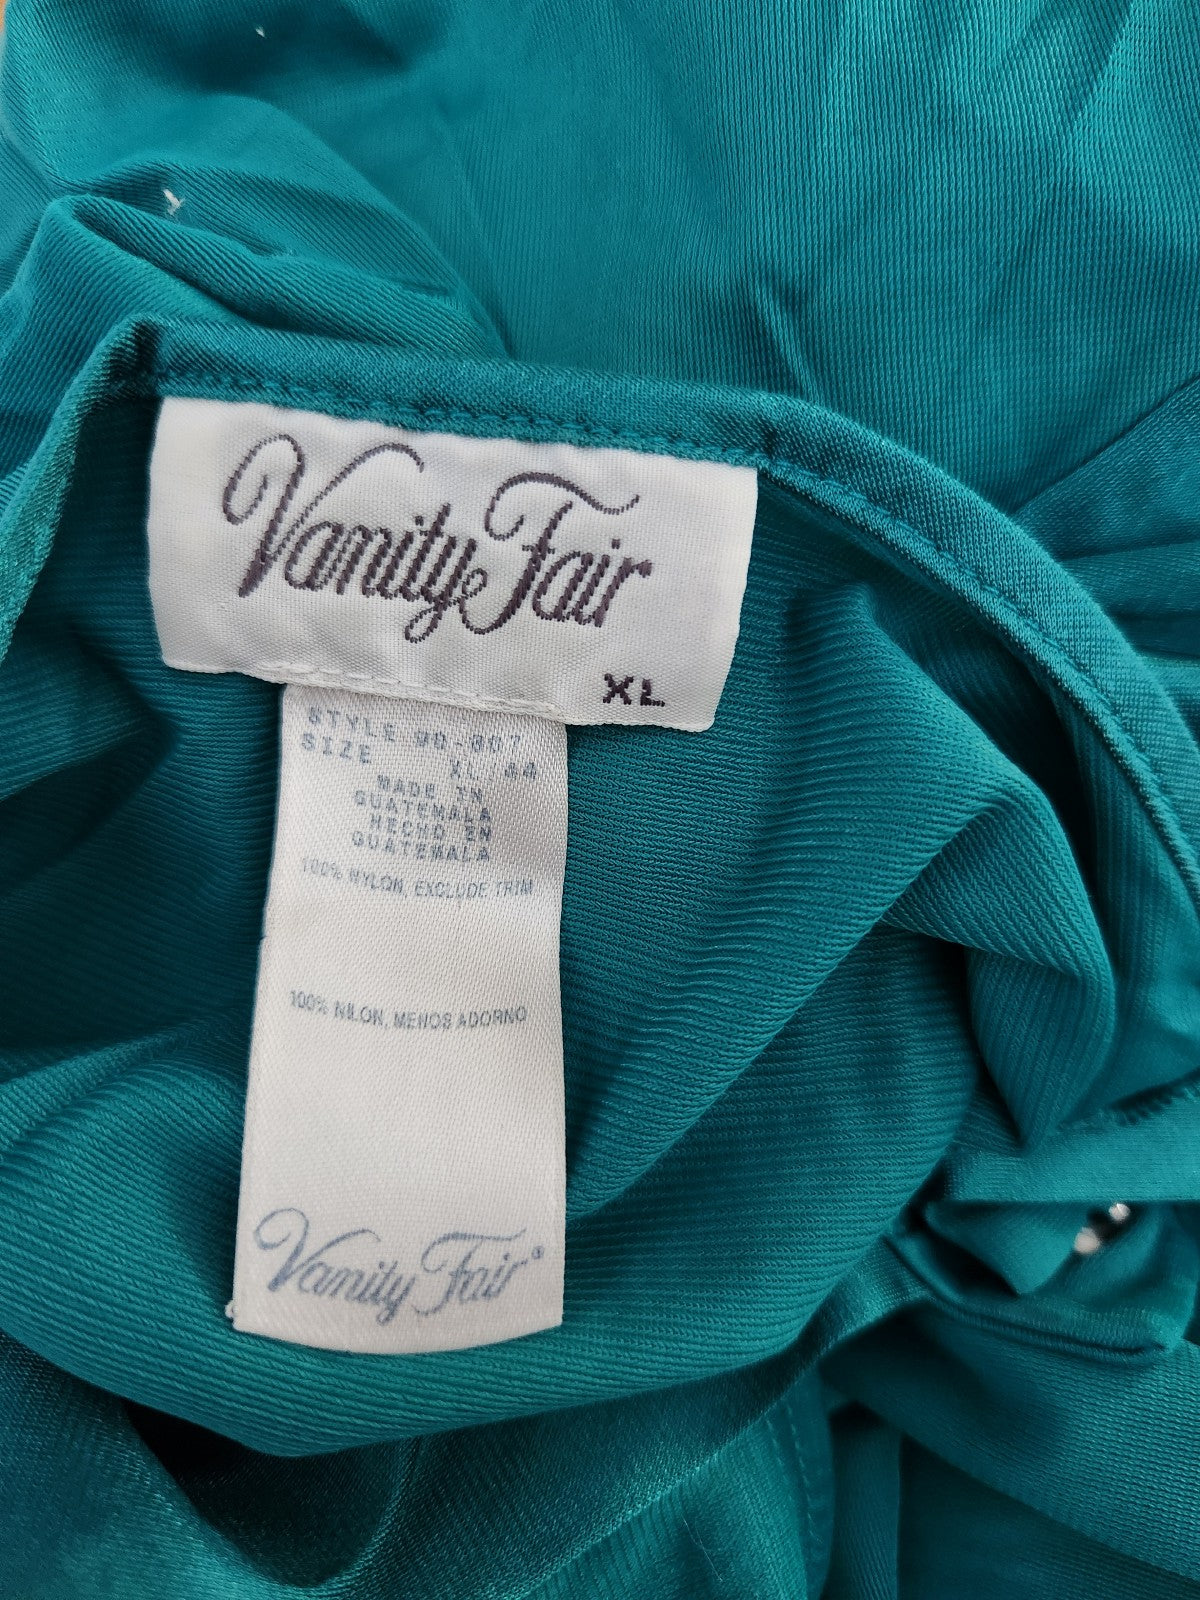 Vanity Fair
XL
STYLE 90-807
SIZE XL 44
MADE IN
GUATEMALA
HECHO EN
GUATEMALA
100% NYLON, EXCLUDE TRIM
100% NILON, MENOS ADORNO
Vanity Fair®